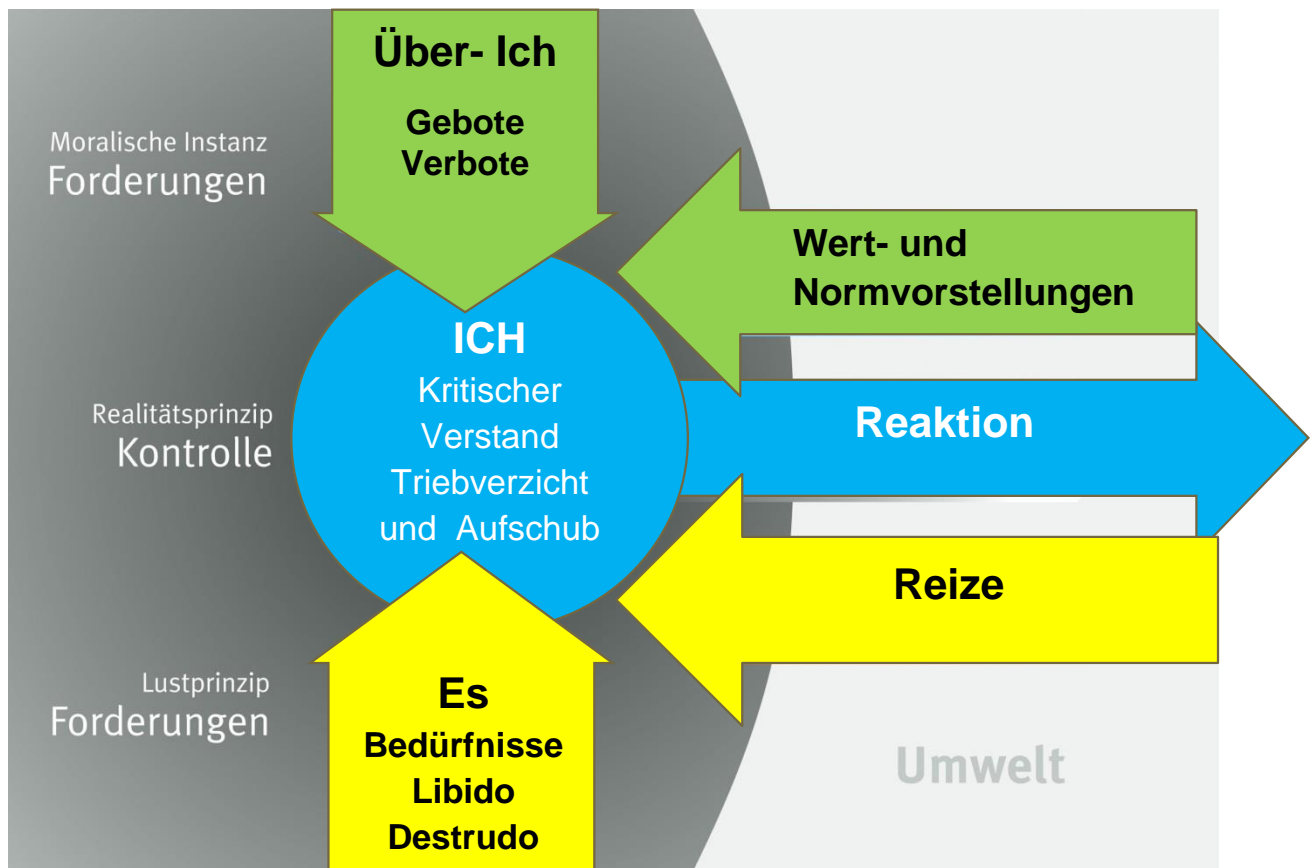 Über- Ich
Gebote
Verbote
Moralische Instanz
Forderungen
Wert- und
Normvorstellungen
ICH
Kritischer
Verstand
Triebverzicht
und Aufschub
Realitätsprinzip
Kontrolle
Reaktion
Reize
Lustprinzip
Forderungen
Es
Bedürfnisse
Libido
Destrudo
Umwelt